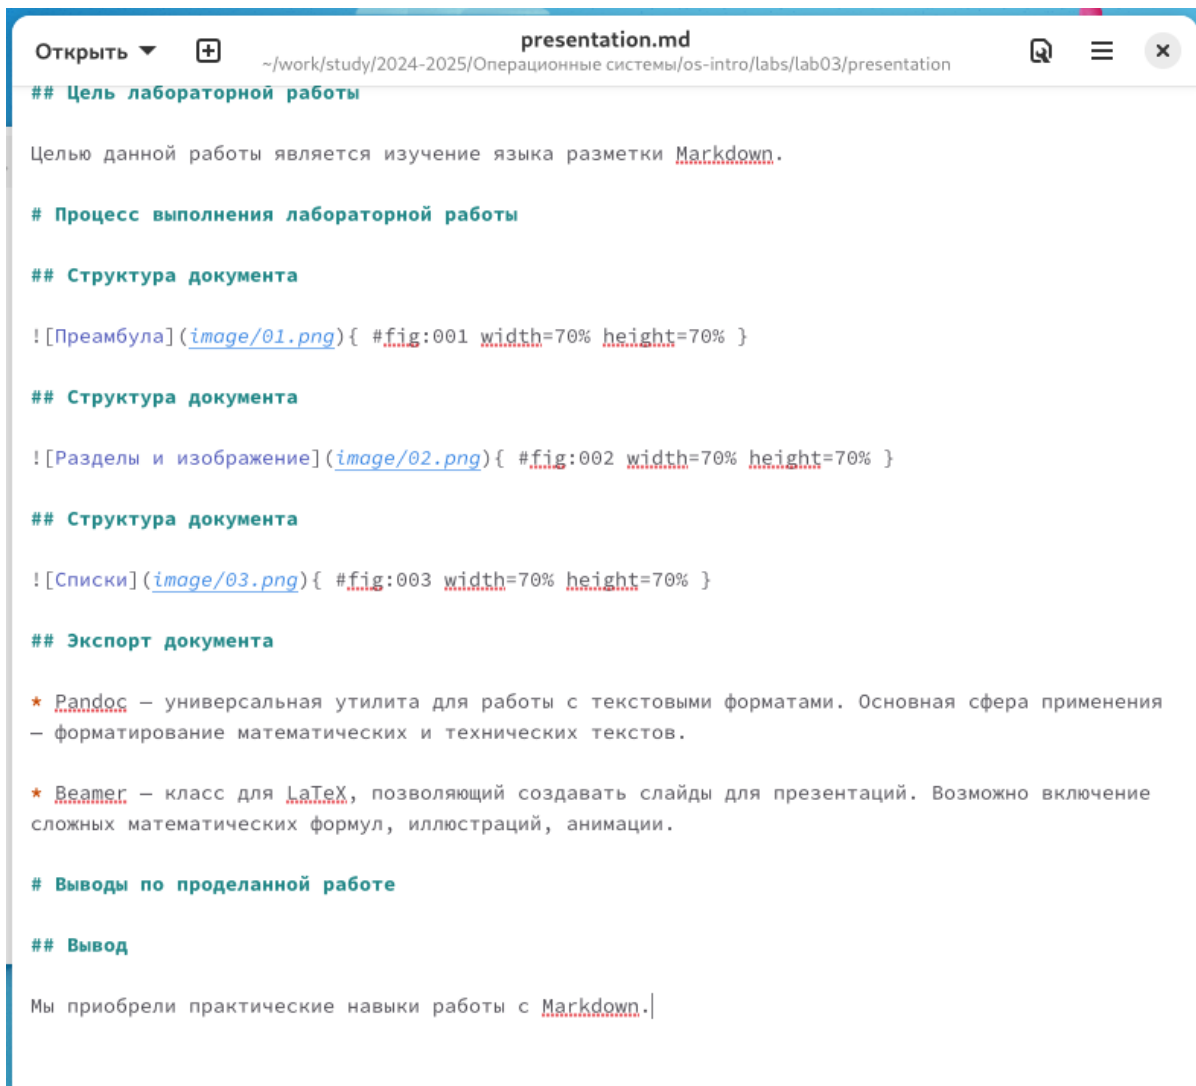 Открыть
presentation.md
~/work/study/2024-2025/Операционные системы/os-intro/labs/lab03/presentation
## Цель лабораторной работы
Целью данной работы является изучение языка разметки Markdown.
# Процесс выполнения лабораторной работы
## Структура документа
![Преамбула](image/01.png){ #fig:001 width=70% height=70% }
## Структура документа
![Разделы и изображение](image/02.png){ #fig:002 width=70% height=70% }
## Структура документа
![Списки](image/03.png){ #fig:003 width=70% height=70% }
## Экспорт документа
* Pandoc — универсальная утилита для работы с текстовыми форматами. Основная сфера применения
— форматирование математических и технических текстов.
* Beamer — класс для LaTeX, позволяющий создавать слайды для презентаций. Возможно включение
сложных математических формул, иллюстраций, анимации.
# Выводы по проделанной работе
## Вывод
Мы приобрели практические навыки работы с Markdown.